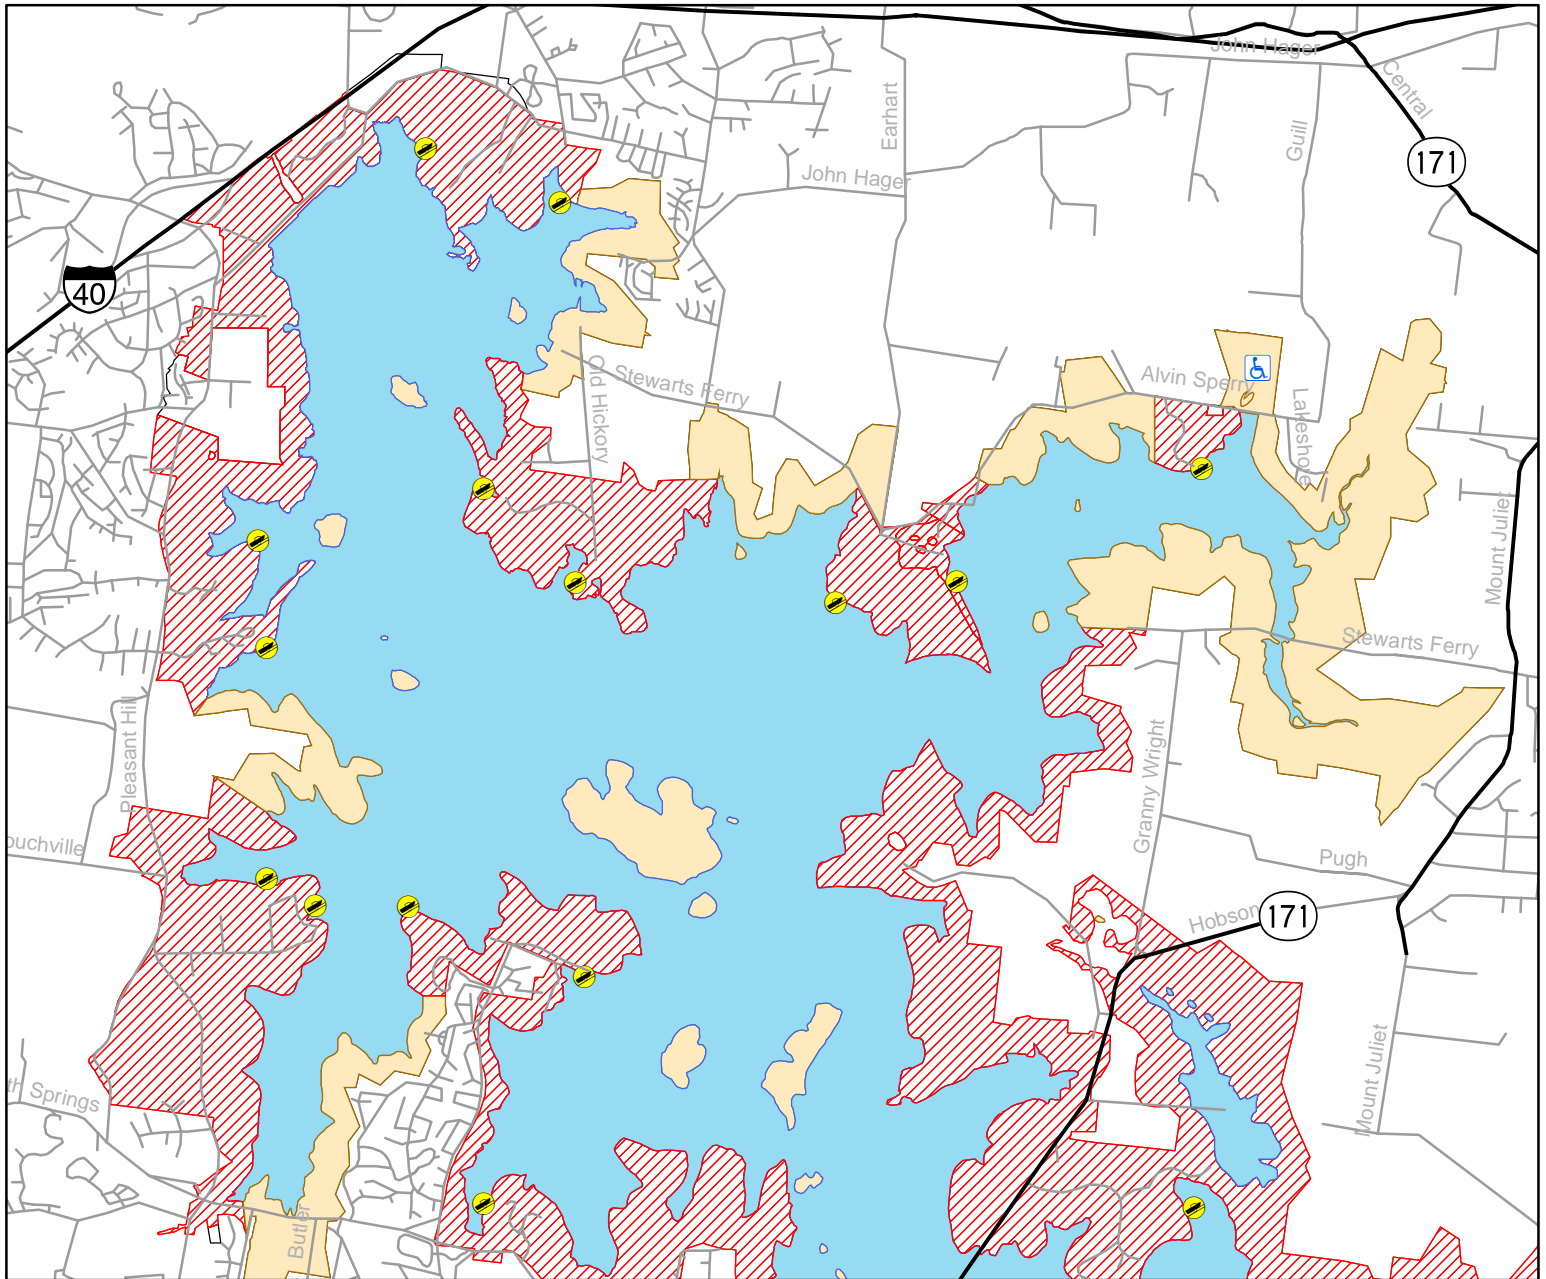 John Hager
Central
Earhart
Guill
171
John Hager
40
Alvin Sperry
Stewarts Ferry
Old Hickory
Lakeshore
Mount Juliet
Stewarts Ferry
Pleasant Hill
Granny Wright
ouchville
Pugh
Hobson
171
Mount Juliet
th Springs
Butler